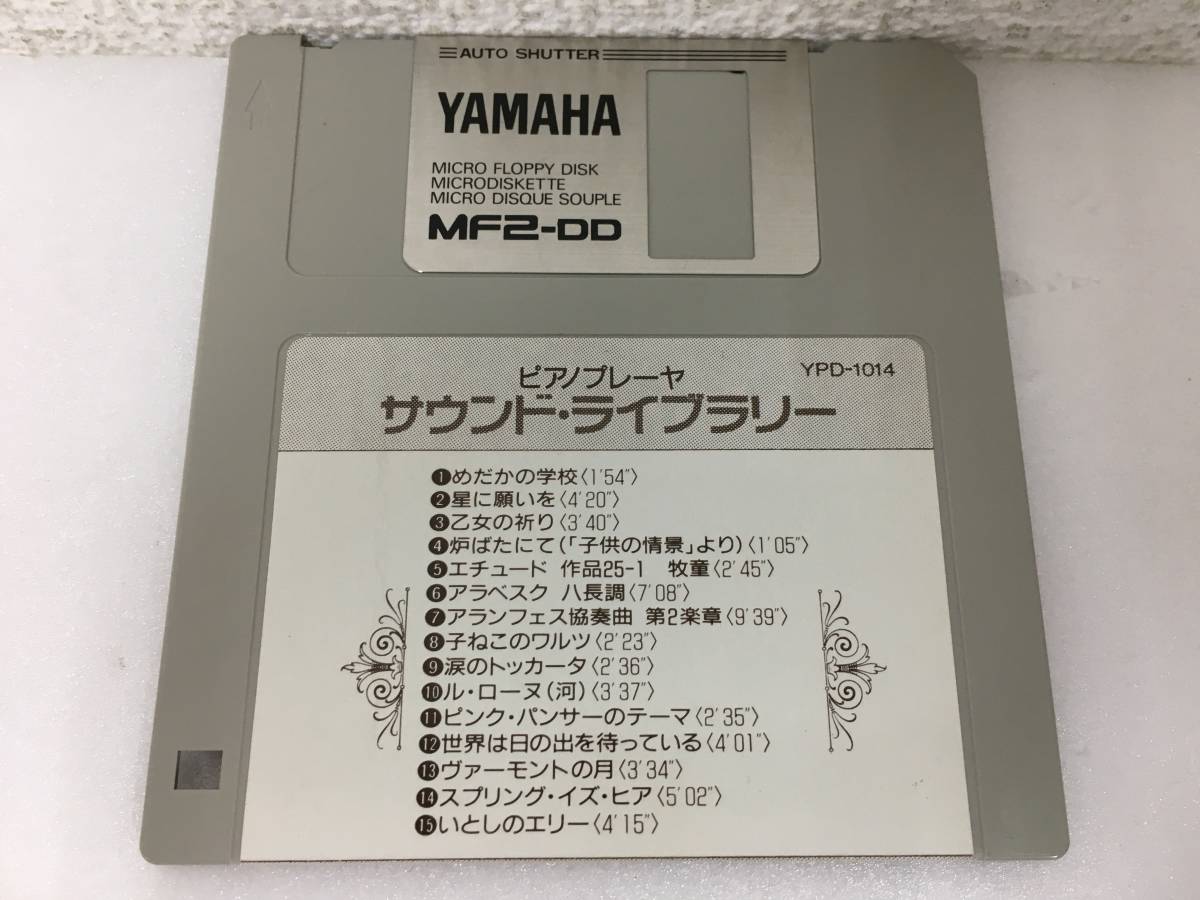 AUTO SHUTTER
YAMAHA
MICRO FLOPPY DISK
MICRODISKETTE
MICRO DISQUE SOUPLE
MF2-DD
ピアノプレーヤ YPD-1014
サウンド・ライブラリー
❶めだかの学校〈1'54"〉
❷星に願いを〈4'20"〉
❸乙女の祈り〈3'40"〉
❹炉ばたにて(「子供の情景」より)〈1'05"〉
❺エチュード 作品25-1 牧童〈2'45"〉
❻アラベスク ハ長調〈7'08"〉
❼アランフェス協奏曲 第2楽章〈9'39"〉
❽子ねこのワルツ〈2'23"〉
❾涙のトッカータ〈2'36"〉
❿ル・ローヌ(河)〈3'37"〉
⓫ピンク・パンサーのテーマ〈2'35"〉
⓬世界は日の出を待っている〈4'01"〉
⓭ヴァーモントの月〈3'34"〉
⓮スプリング・イズ・ヒア〈5'02"〉
⓯いとしのエリー〈4'15"〉